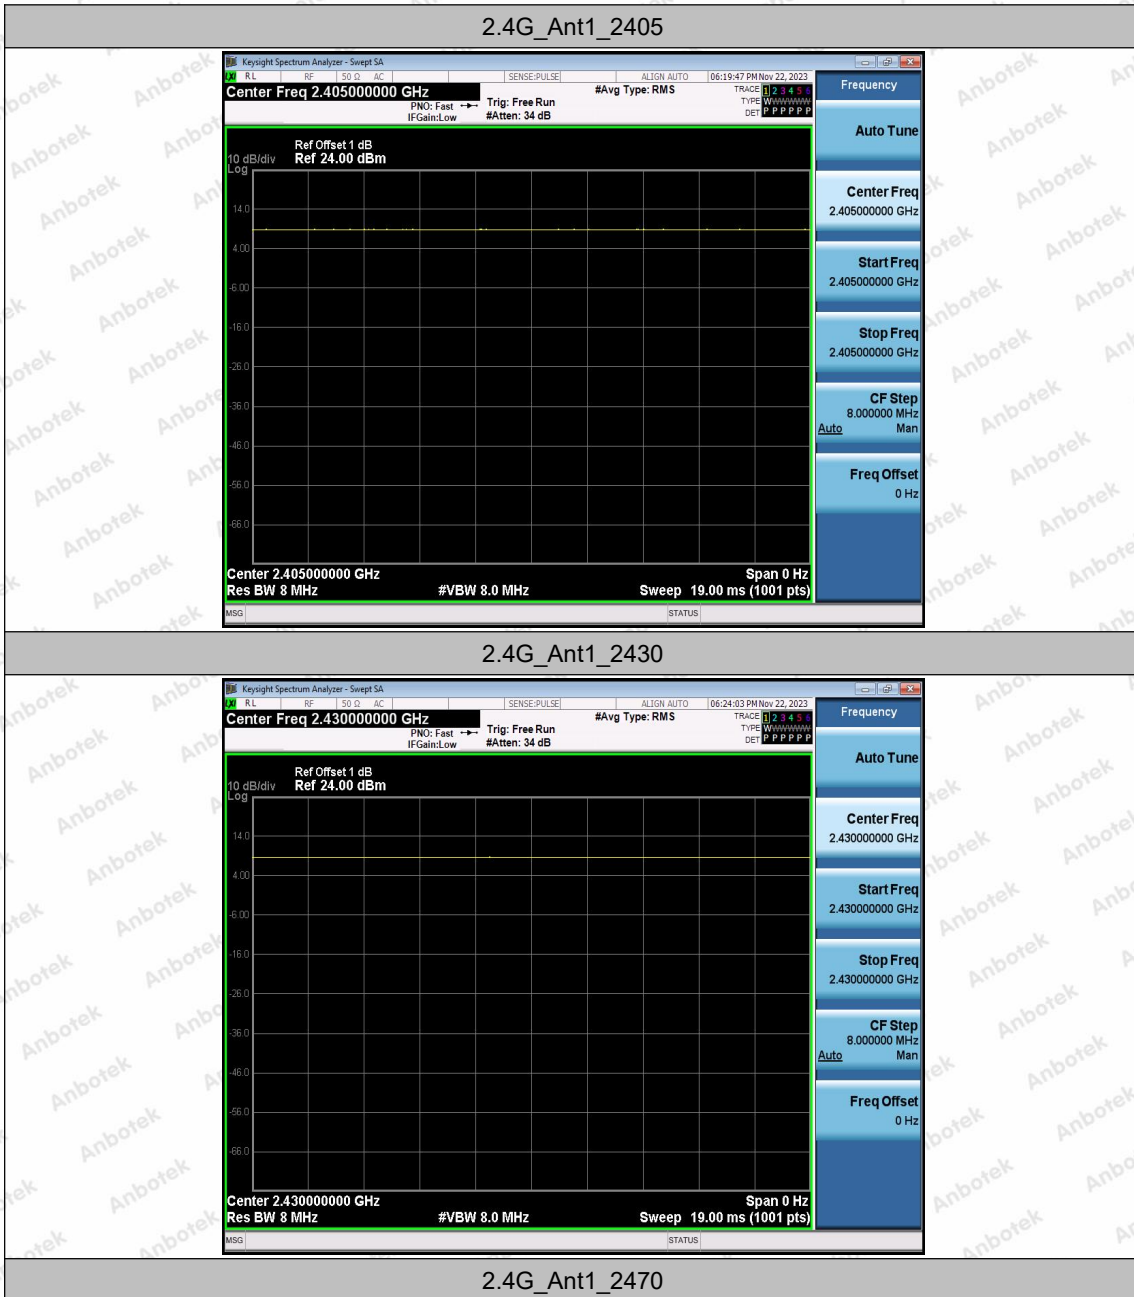 2.4G_Ant1_2405
Keysight Spectrum Analyzer - Swept SA
LXI RL RF 50 Ω AC SENSE:PULSE ALIGN AUTO 06:19:47 PM Nov 22, 2023
Center Freq 2.405000000 GHz
PNO: Fast
IFGain:Low
Trig: Free Run
#Atten: 34 dB
#Avg Type: RMS
TRACE 1 2 3 4 5 6
TYPE WWWWWW
DET P P P P P P
Frequency
Auto Tune
Center Freq
2.405000000 GHz
Start Freq
2.405000000 GHz
Stop Freq
2.405000000 GHz
CF Step
8.000000 MHz
Auto Man
Freq Offset
0 Hz
Ref Offset 1 dB
10 dB/div Ref 24.00 dBm
Log
14.0
4.00
-6.00
-16.0
-26.0
-36.0
-46.0
-56.0
-66.0
Center 2.405000000 GHz Span 0 Hz
Res BW 8 MHz #VBW 8.0 MHz Sweep 19.00 ms (1001 pts)
MSG STATUS
2.4G_Ant1_2430
Keysight Spectrum Analyzer - Swept SA
LXI RL RF 50 Ω AC SENSE:PULSE ALIGN AUTO 06:24:03 PM Nov 22, 2023
Center Freq 2.430000000 GHz
PNO: Fast
IFGain:Low
Trig: Free Run
#Atten: 34 dB
#Avg Type: RMS
TRACE 1 2 3 4 5 6
TYPE WWWWWW
DET P P P P P P
Frequency
Auto Tune
Center Freq
2.430000000 GHz
Start Freq
2.430000000 GHz
Stop Freq
2.430000000 GHz
CF Step
8.000000 MHz
Auto Man
Freq Offset
0 Hz
Ref Offset 1 dB
10 dB/div Ref 24.00 dBm
Log
14.0
4.00
-6.00
-16.0
-26.0
-36.0
-46.0
-56.0
-66.0
Center 2.430000000 GHz Span 0 Hz
Res BW 8 MHz #VBW 8.0 MHz Sweep 19.00 ms (1001 pts)
MSG STATUS
2.4G_Ant1_2470
Anbotek